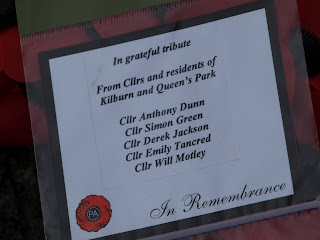 In grateful tribute
From Cllrs and residents of
Kilburn and Queen's Park
Cllr Anthony Dunn
Cllr Simon Green
Cllr Derek Jackson
Cllr Emily Tancred
Cllr Will Motley
PA
In Remembrance